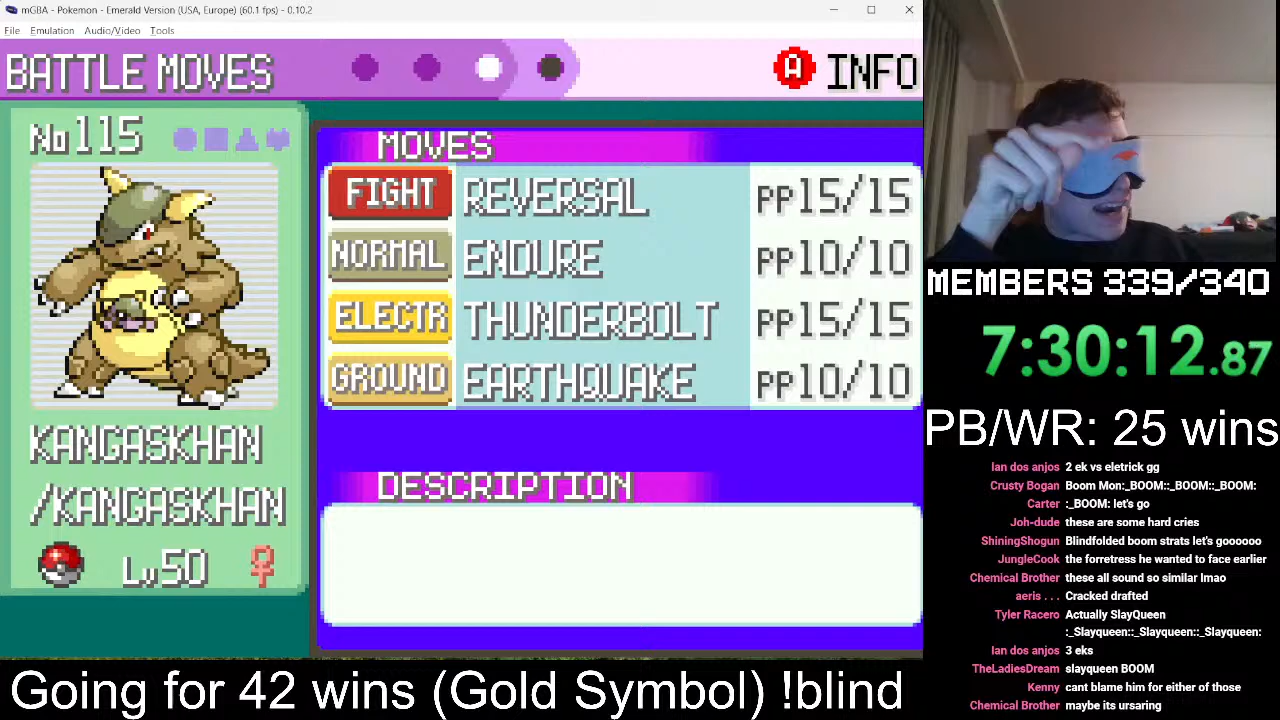 mGBA - Pokemon - Emerald Version (USA, Europe) (60.1 fps) - 0.10.2
File Emulation Audio/Video Tools
BATTLE MOVES
A INFO
No 115
KANGASKHAN
/KANGASKHAN
Lv50 ♀
MOVES
FIGHT REVERSAL PP15/15
NORMAL ENDURE PP10/10
ELECTR THUNDERBOLT PP15/15
GROUND EARTHQUAKE PP10/10
DESCRIPTION
MEMBERS 339/340
7:30:12.87
PB/WR: 25 wins
Ian dos anjos 2 ek vs eletrick gg
Crusty Bogan Boom Mon:_BOOM::_BOOM::_BOOM:
Carter :_BOOM: let's go
Joh-dude these are some hard cries
ShiningShogun Blindfolded boom strats let's goooooo
JungleCook the forretress he wanted to face earlier
Chemical Brother these all sound so similar lmao
aeris . . . Cracked drafted
Tyler Racero Actually SlayQueen
:_Slayqueen::_Slayqueen::_Slayqueen:
Ian dos anjos 3 eks
TheLadiesDream slayqueen BOOM
Kenny cant blame him for either of those
Chemical Brother maybe its ursaring
Going for 42 wins (Gold Symbol) !blind